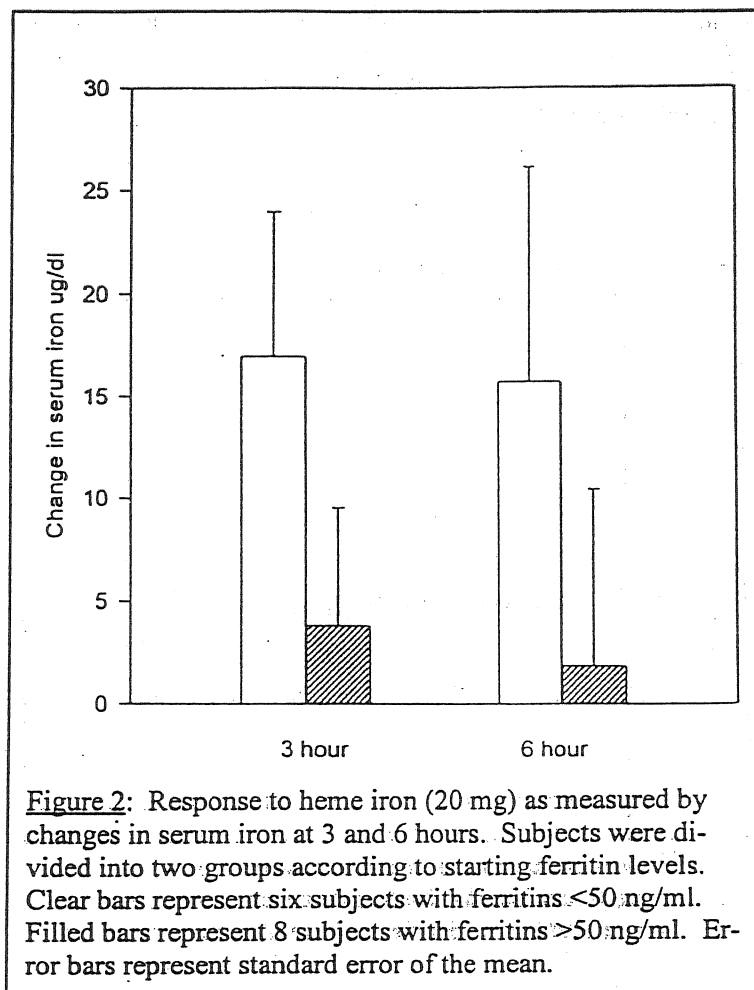 30
25
20
15
10
5
0
Change in serum iron ug/dl
3 hour
6 hour
Figure 2: Response to heme iron (20 mg) as measured by
changes in serum iron at 3 and 6 hours. Subjects were di-
vided into two groups according to starting ferritin levels.
Clear bars represent six subjects with ferritins <50 ng/ml.
Filled bars represent 8 subjects with ferritins >50 ng/ml. Er-
ror bars represent standard error of the mean.